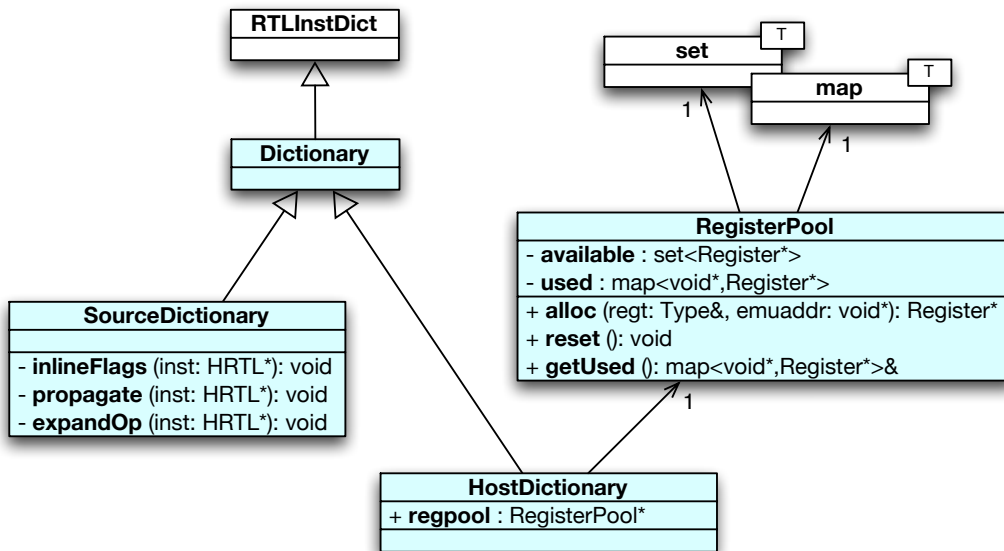 RTLInstDict
T
set
T
map
1
1
Dictionary
RegisterPool
- available : set<Register*>
- used : map<void*,Register*>
+ alloc (regt: Type&, emuaddr: void*): Register*
+ reset (): void
+ getUsed (): map<void*,Register*>&
SourceDictionary
- inlineFlags (inst: HRTL*): void
- propagate (inst: HRTL*): void
- expandOp (inst: HRTL*): void
1
HostDictionary
+ regpool : RegisterPool*